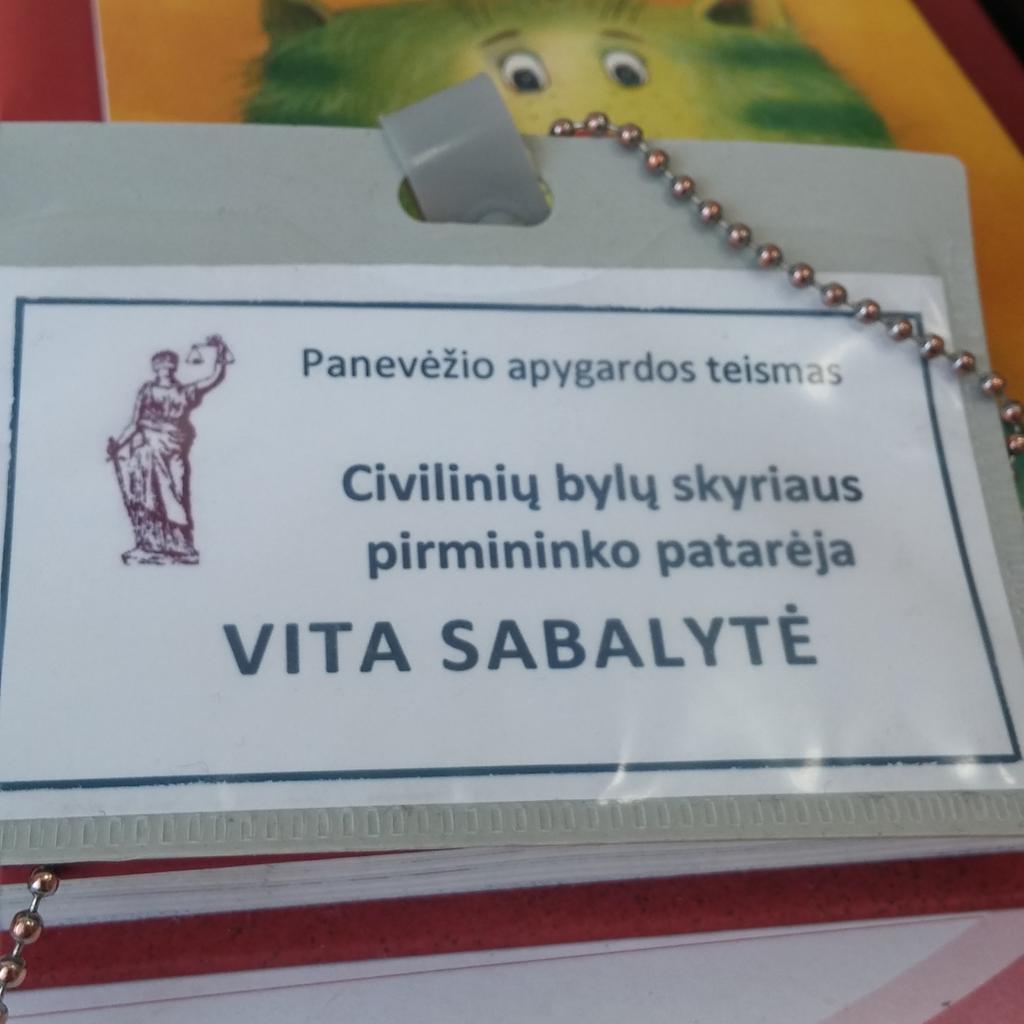 Panevėžio apygardos teismas
Civilinių bylų skyriaus
pirmininko patarėja
VITA SABALYTĖ